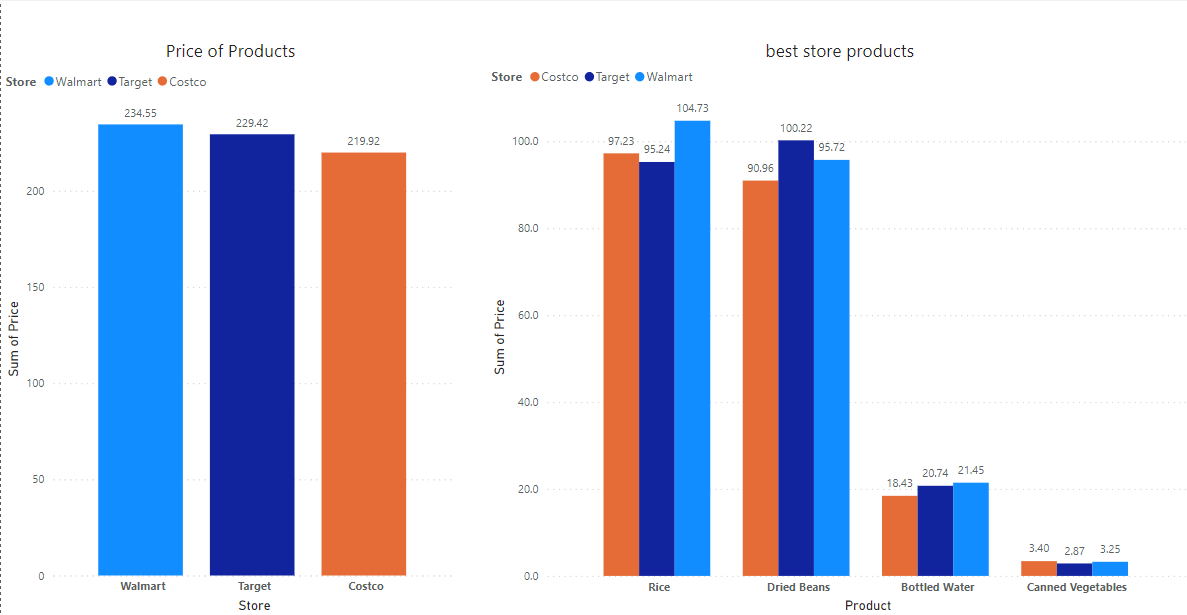 Price of Products
Store Walmart Target Costco
234.55
229.42
219.92
200
150
100
50
0
Sum of Price
Walmart Target Costco
Store
best store products
Store Costco Target Walmart
104.73
97.23
95.24
100.22
90.96
95.72
18.43
20.74
21.45
3.40
2.87
3.25
100.0
80.0
60.0
40.0
20.0
0.0
Sum of Price
Rice Dried Beans Bottled Water Canned Vegetables
Product